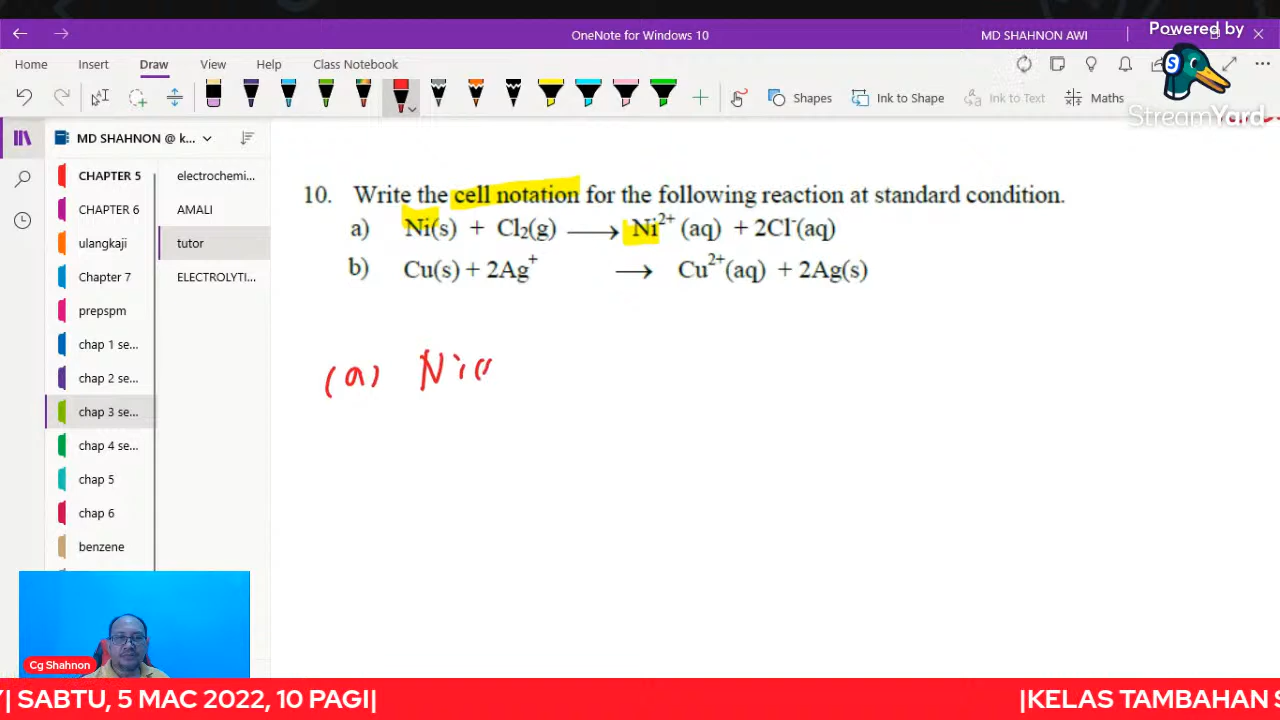 OneNote for Windows 10
MD SHAHNON AWI
Powered by
StreamYard
Home Insert Draw View Help Class Notebook
Shapes Ink to Shape Ink to Text Maths
MD SHAHNON @ k...
CHAPTER 5
CHAPTER 6
ulangkaji
Chapter 7
prepspm
chap 1 se...
chap 2 se...
chap 3 se...
chap 4 se...
chap 5
chap 6
benzene
electrochemi...
AMALI
tutor
ELECTROLYTI...
10. Write the cell notation for the following reaction at standard condition.
a) Ni(s) + Cl₂(g) ⟶ Ni²⁺ (aq) + 2Cl⁻(aq)
b) Cu(s) + 2Ag⁺ ⟶ Cu²⁺(aq) + 2Ag(s)
(a) Ni(
Cg Shahnon
Y| SABTU, 5 MAC 2022, 10 PAGI| |KELAS TAMBAHAN S